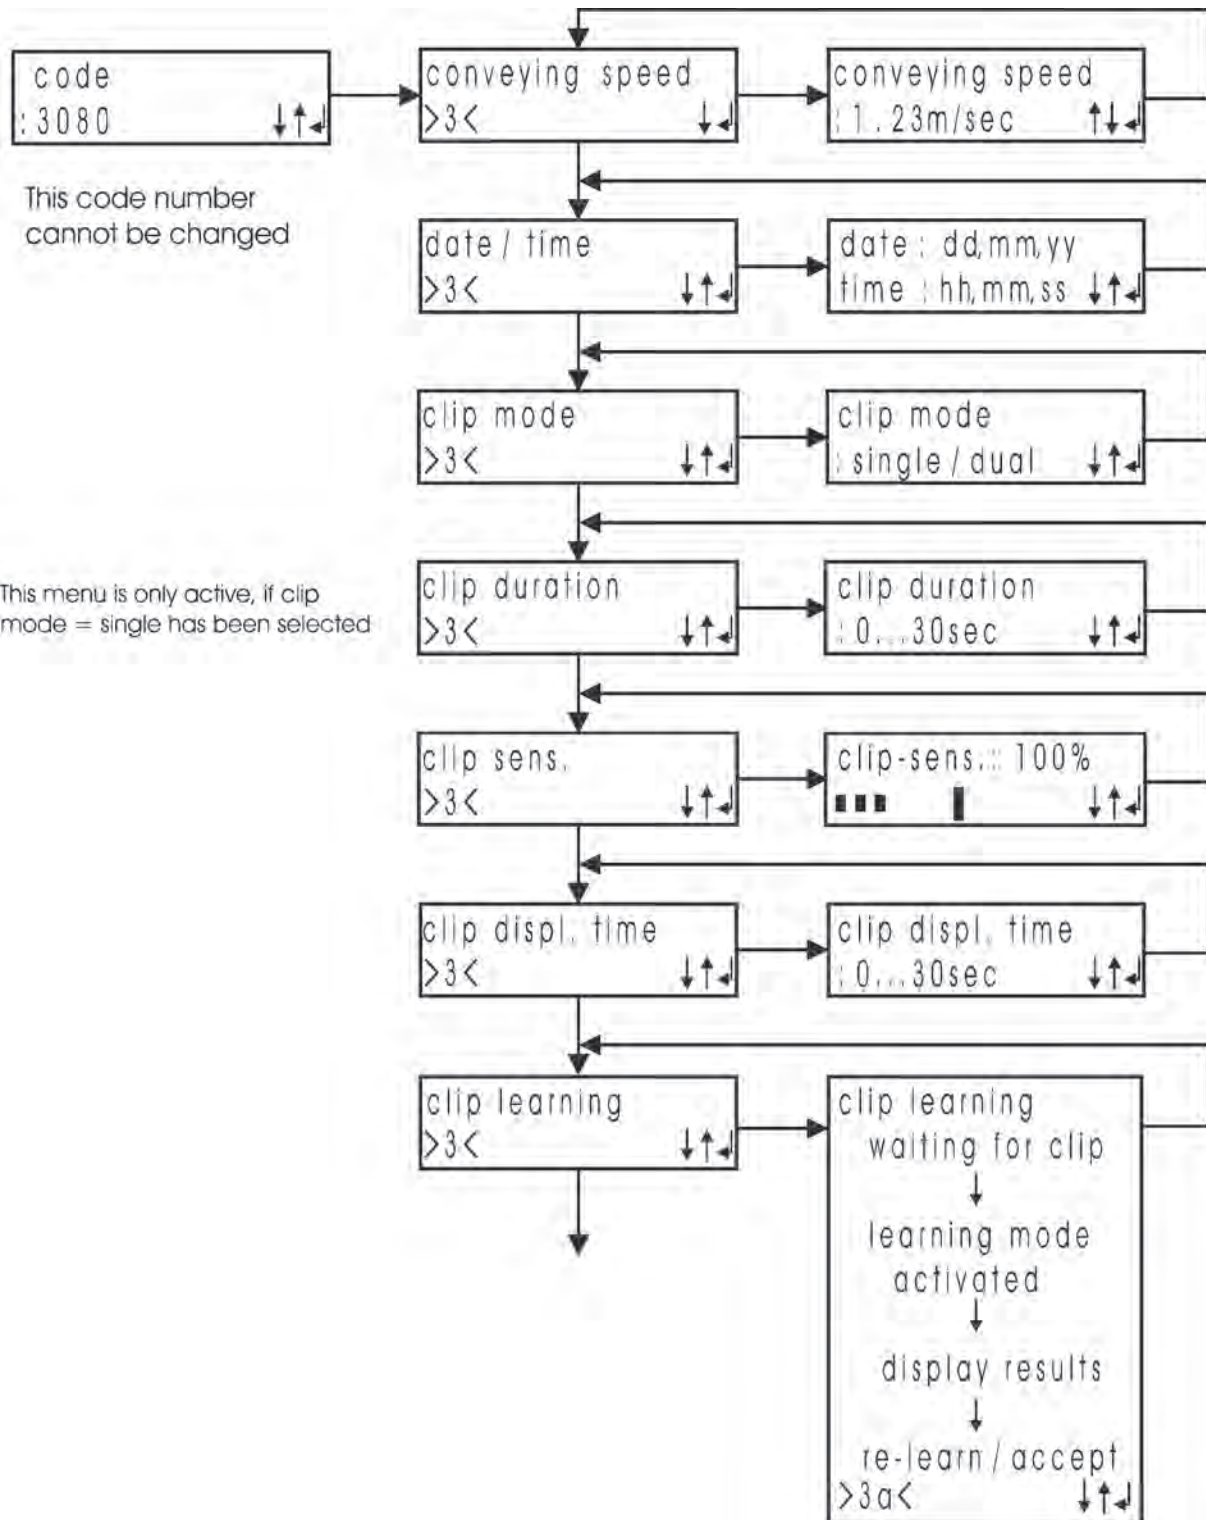 code
:3080
This code number
cannot be changed
conveying speed
>3<
conveying speed
:1.23m/sec
date / time
>3<
date : dd,mm,yy
time : hh,mm,ss
clip mode
>3<
clip mode
:single / dual
This menu is only active, if clip
mode = single has been selected
clip duration
>3<
clip duration
:0...30sec
clip sens.
>3<
clip-sens.: 100%
clip displ. time
>3<
clip displ. time
:0...30sec
clip learning
>3<
clip learning
waiting for clip
learning mode
activated
display results
re-learn / accept
>3a<